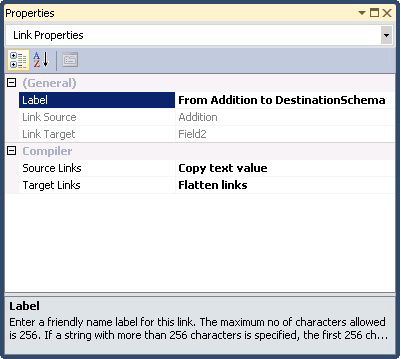 Properties
Link Properties
(General)
Label From Addition to DestinationSchema
Link Source Addition
Link Target Field2
Compiler
Source Links Copy text value
Target Links Flatten links
Label
Enter a friendly name label for this link. The maximum no of characters allowed
is 256. If a string with more than 256 characters is specified, the first 256 ch...